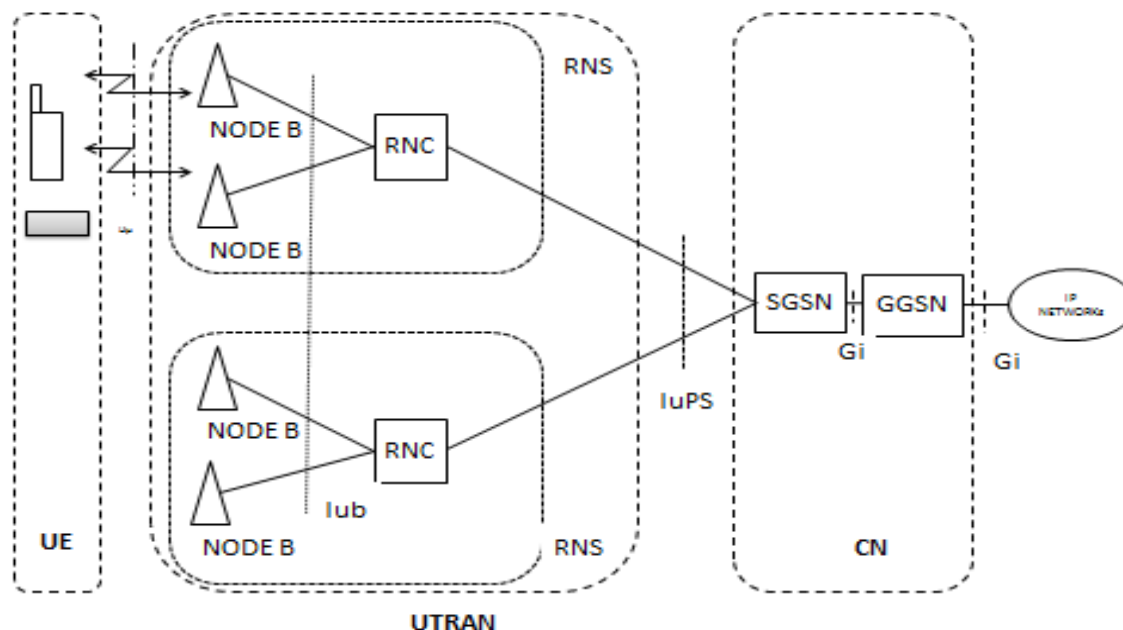 RNS
NODE B
RNC
NODE B
SGSN
GGSN
IP
NETWORKs
Gi
Gi
IuPS
NODE B
RNC
Iub
NODE B
RNS
UE
CN
UTRAN